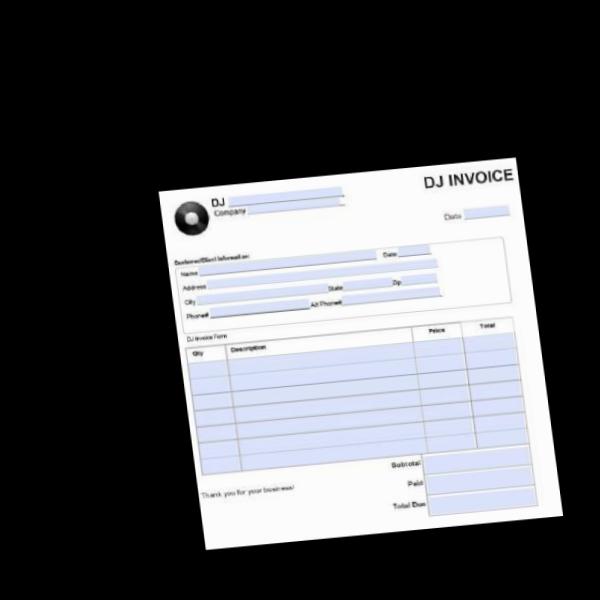 DJ INVOICE
DJ
Company
Date
Customer/Client Information:
Name Date
Address
City State Zip
Phone# Alt Phone#
DJ Invoice Form
Qty Description Price Total
Subtotal
Paid
Thank you for your business!
Total Due